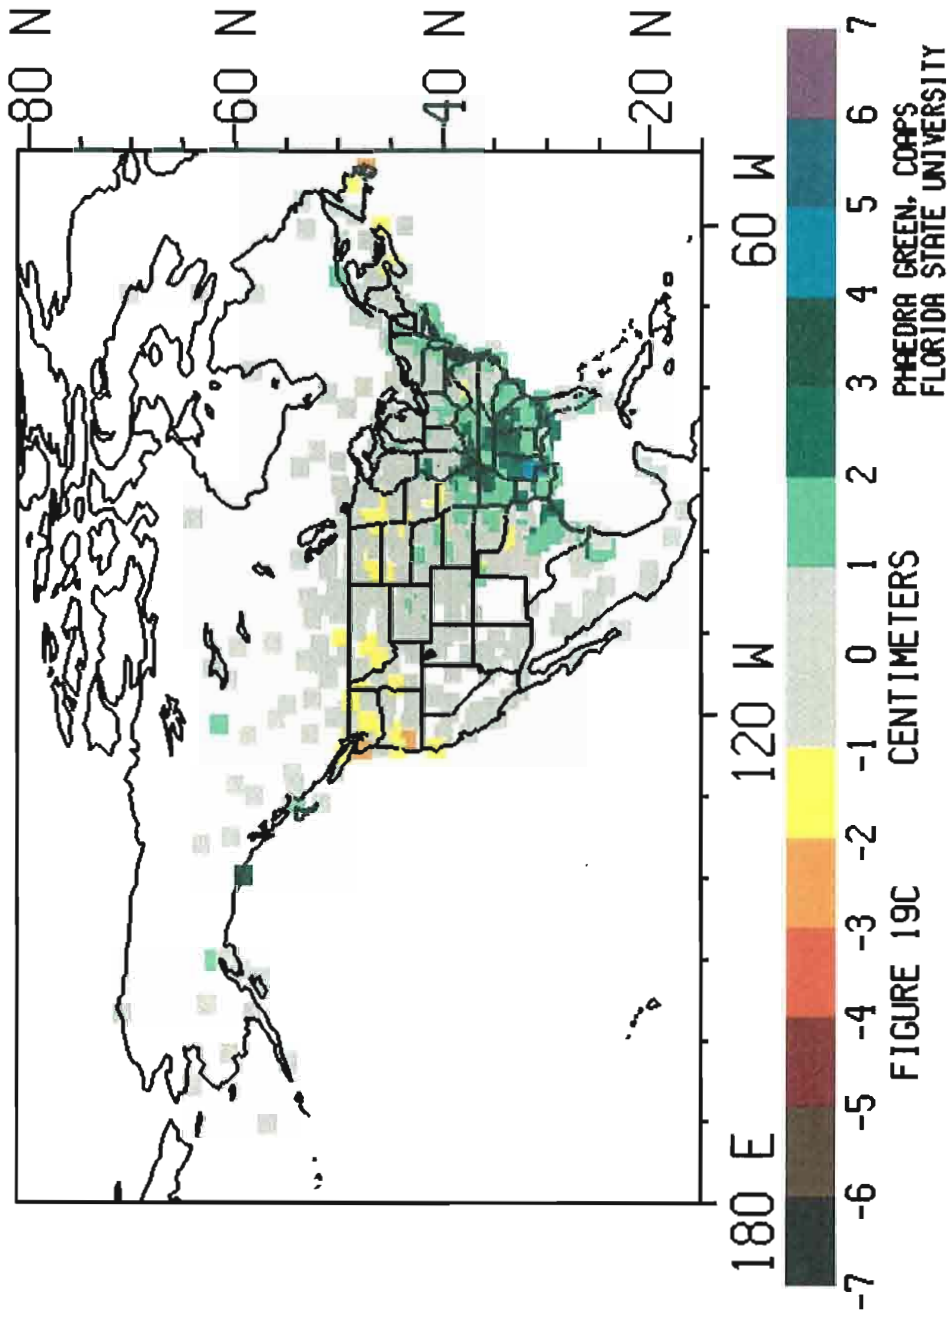 80 N
60 N
40 N
20 N
180 E
120 W
60 W
-7 -6 -5 -4 -3 -2 -1 0 1 2 3 4 5 6 7
FIGURE 19C
CENTIMETERS
PHAEDRA GREEN, COAPS
FLORIDA STATE UNIVERSITY